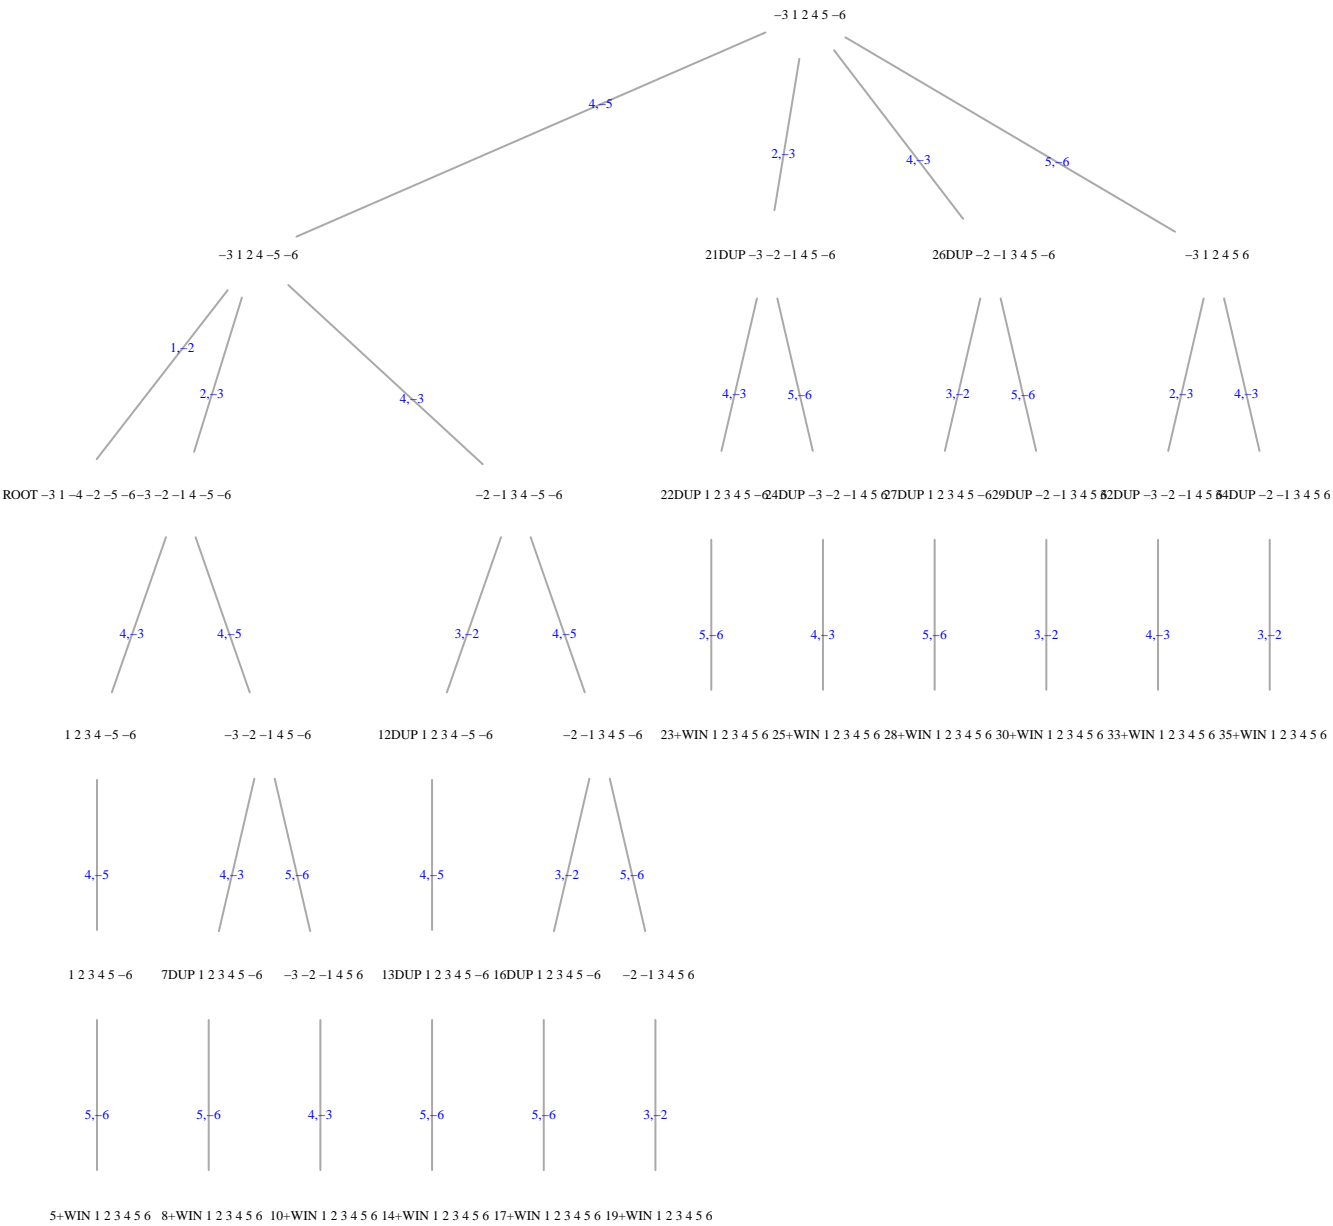 −3 1 2 4 5 −6
4,−5
2,−3
4,−3
5,−6
−3 1 2 4 −5 −6
21DUP −3 −2 −1 4 5 −6
26DUP −2 −1 3 4 5 −6
−3 1 2 4 5 6
1,−2
2,−3
4,−3
4,−3
5,−6
3,−2
5,−6
2,−3
4,−3
ROOT −3 1 −4 −2 −5 −6
−3 −2 −1 4 −5 −6
−2 −1 3 4 −5 −6
22DUP 1 2 3 4 5 −6
24DUP −3 −2 −1 4 5 6
27DUP 1 2 3 4 5 −6
29DUP −2 −1 3 4 5 6
32DUP −3 −2 −1 4 5 6
34DUP −2 −1 3 4 5 6
4,−3
4,−5
3,−2
4,−5
5,−6
4,−3
5,−6
3,−2
4,−3
3,−2
1 2 3 4 −5 −6
−3 −2 −1 4 5 −6
12DUP 1 2 3 4 −5 −6
−2 −1 3 4 5 −6
23+WIN 1 2 3 4 5 6
25+WIN 1 2 3 4 5 6
28+WIN 1 2 3 4 5 6
30+WIN 1 2 3 4 5 6
33+WIN 1 2 3 4 5 6
35+WIN 1 2 3 4 5 6
4,−5
4,−3
5,−6
4,−5
3,−2
5,−6
1 2 3 4 5 −6
7DUP 1 2 3 4 5 −6
−3 −2 −1 4 5 6
13DUP 1 2 3 4 5 −6
16DUP 1 2 3 4 5 −6
−2 −1 3 4 5 6
5,−6
5,−6
4,−3
5,−6
5,−6
3,−2
5+WIN 1 2 3 4 5 6
8+WIN 1 2 3 4 5 6
10+WIN 1 2 3 4 5 6
14+WIN 1 2 3 4 5 6
17+WIN 1 2 3 4 5 6
19+WIN 1 2 3 4 5 6